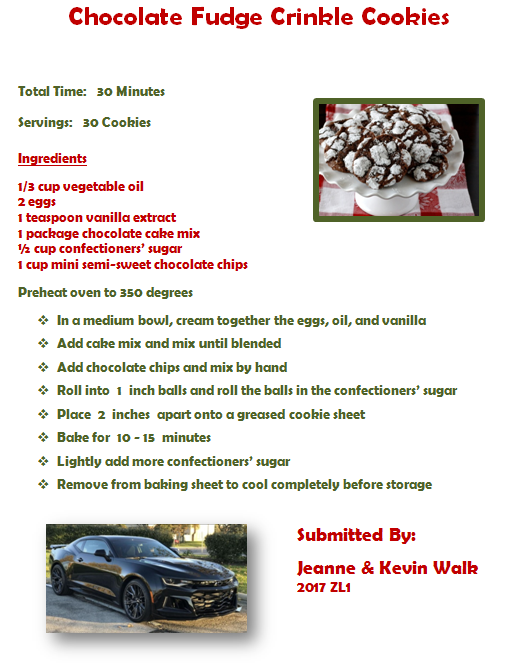 Chocolate Fudge Crinkle Cookies
Total Time: 30 Minutes
Servings: 30 Cookies
Ingredients
1/3 cup vegetable oil
2 eggs
1 teaspoon vanilla extract
1 package chocolate cake mix
½ cup confectioners’ sugar
1 cup mini semi-sweet chocolate chips
Preheat oven to 350 degrees
❖ In a medium bowl, cream together the eggs, oil, and vanilla
❖ Add cake mix and mix until blended
❖ Add chocolate chips and mix by hand
❖ Roll into 1 inch balls and roll the balls in the confectioners’ sugar
❖ Place 2 inches apart onto a greased cookie sheet
❖ Bake for 10 - 15 minutes
❖ Lightly add more confectioners’ sugar
❖ Remove from baking sheet to cool completely before storage
Submitted By:
Jeanne & Kevin Walk
2017 ZL1